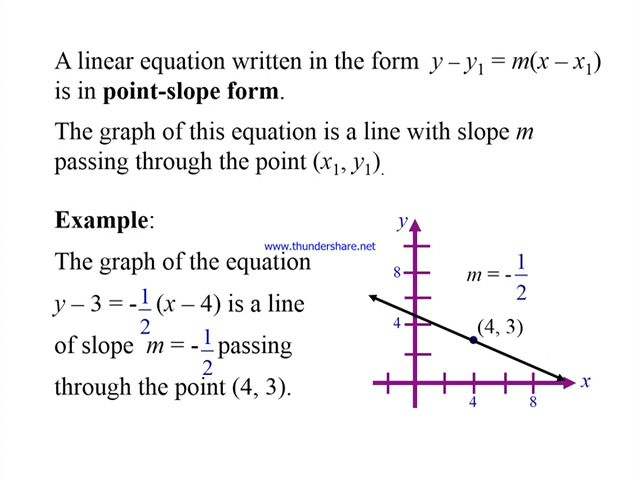 A linear equation written in the form y – y₁ = m(x – x₁)
is in point-slope form.
The graph of this equation is a line with slope m
passing through the point (x₁, y₁).
Example:
www.thundershare.net
The graph of the equation
y – 3 = -1/2 (x – 4) is a line
of slope m = -1/2 passing
through the point (4, 3).
y
8
m = -1/2
4
(4, 3)
x
4 8